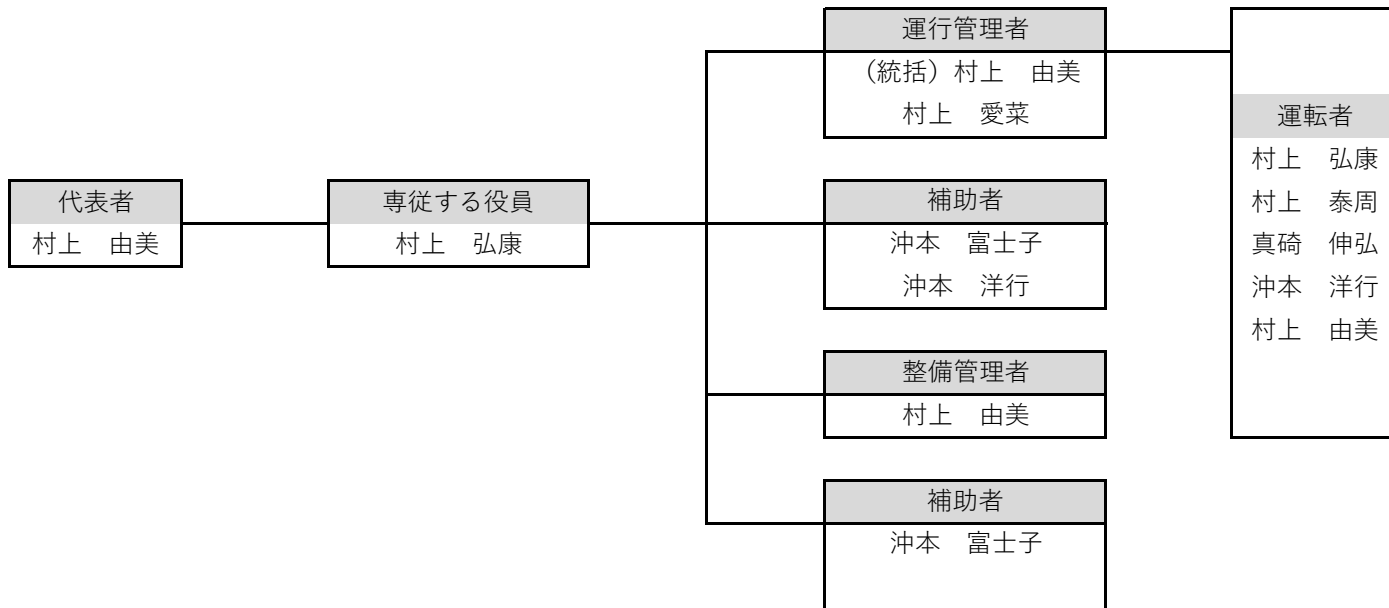 代表者
村上　由美
専従する役員
村上　弘康
運行管理者
（統括）村上　由美
村上　愛菜
補助者
沖本　富士子
沖本　洋行
整備管理者
村上　由美
補助者
沖本　富士子
運転者
村上　弘康
村上　泰周
真碕　伸弘
沖本　洋行
村上　由美